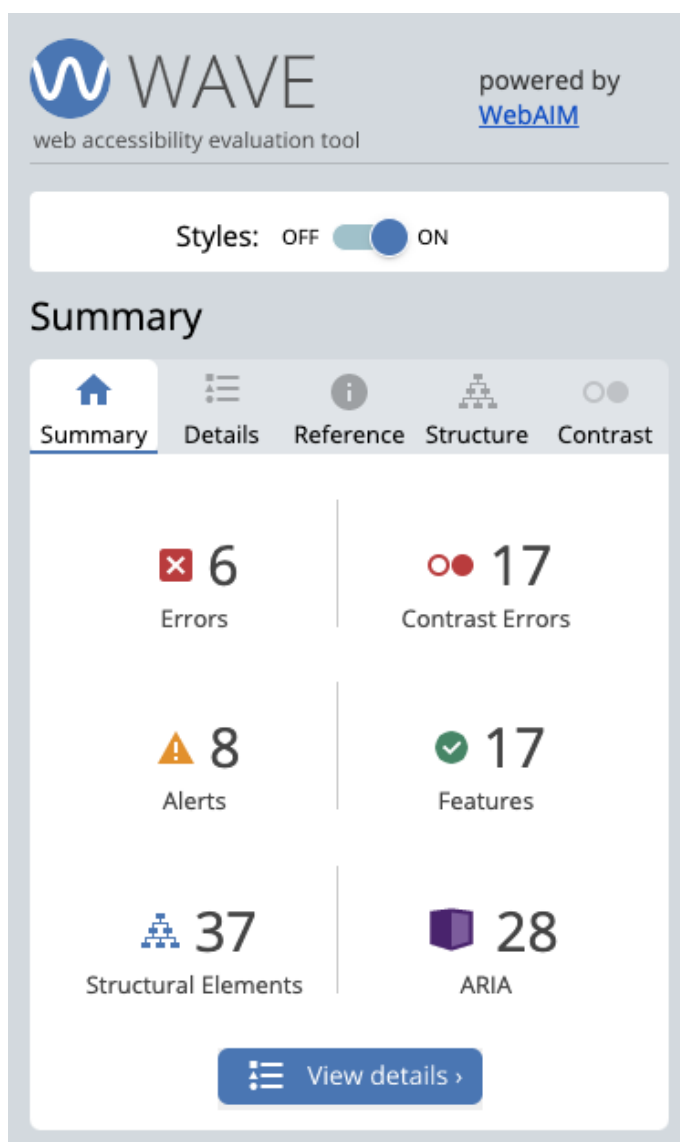 WAVE
powered by
WebAIM
web accessibility evaluation tool
Styles: OFF ON
Summary
Summary Details Reference Structure Contrast
6 17
Errors Contrast Errors
8 17
Alerts Features
37 28
Structural Elements ARIA
View details ›